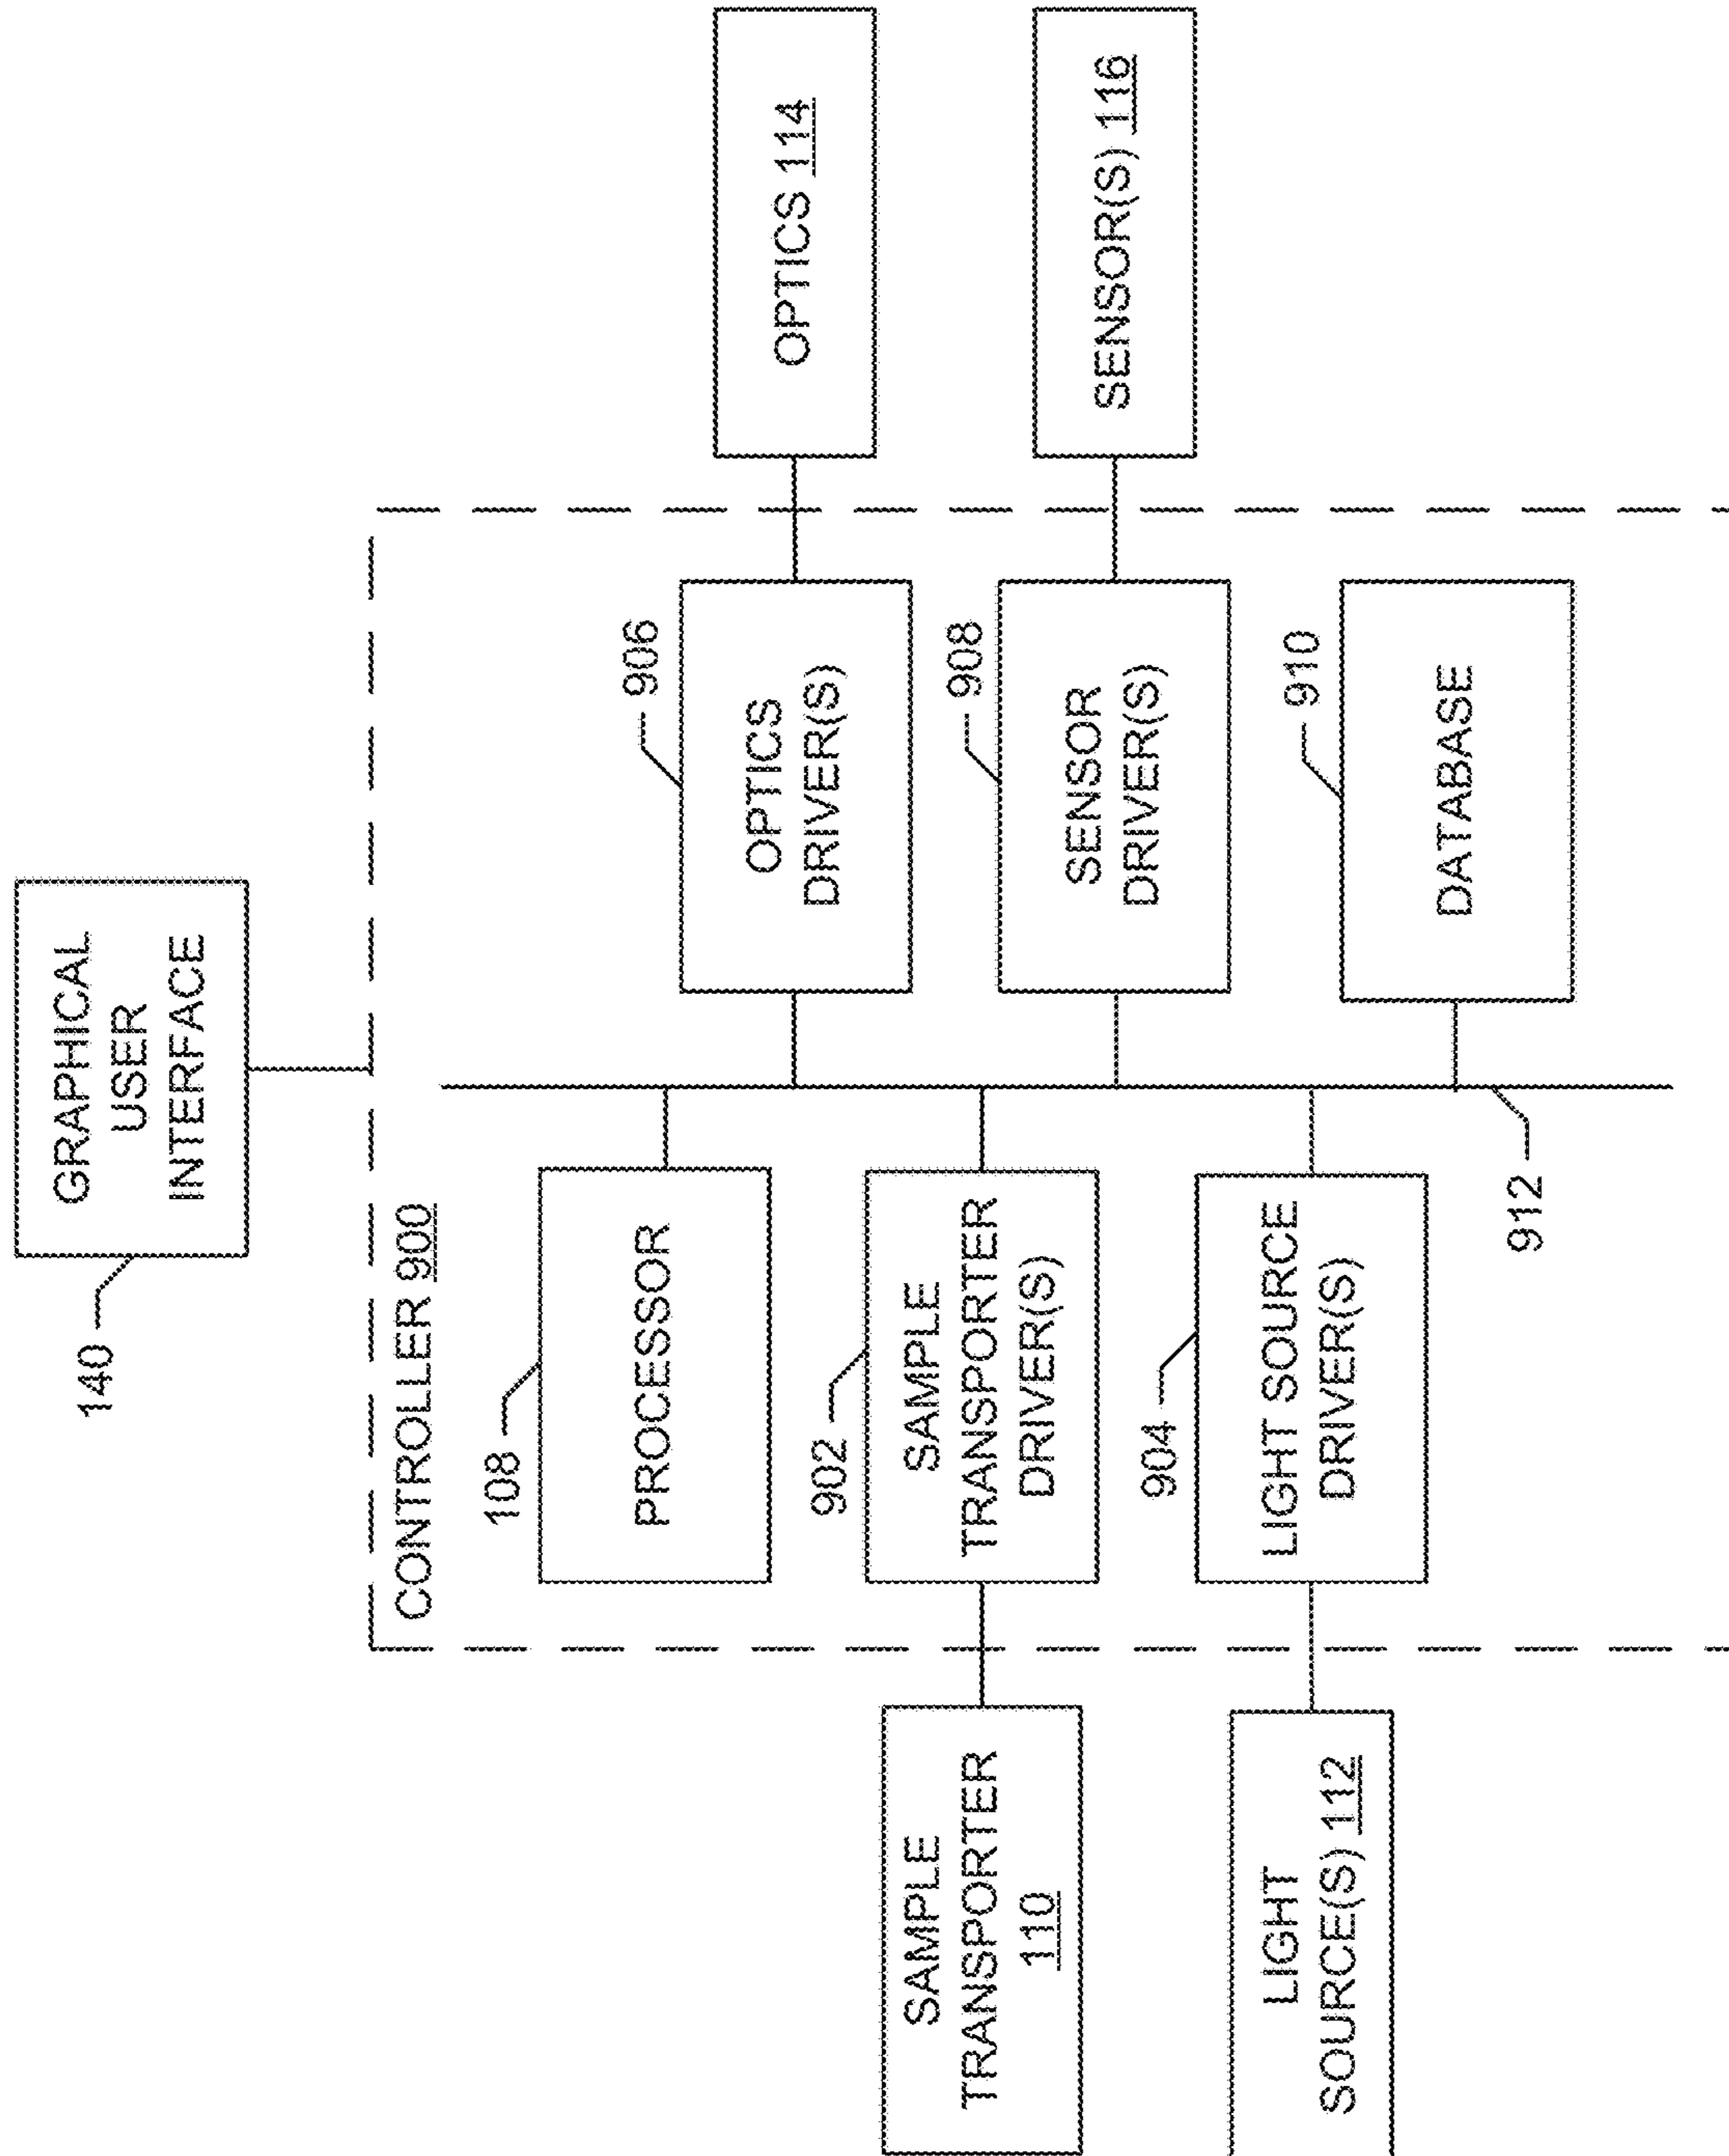 GRAPHICAL
USER
INTERFACE
140
CONTROLLER 900
108
PROCESSOR
906
OPTICS
DRIVER(S)
OPTICS 114
SAMPLE
TRANSPORTER
110
902
SAMPLE
TRANSPORTER
DRIVER(S)
908
SENSOR
DRIVER(S)
SENSOR(S) 116
LIGHT
SOURCE(S) 112
904
LIGHT SOURCE
DRIVER(S)
910
DATABASE
912